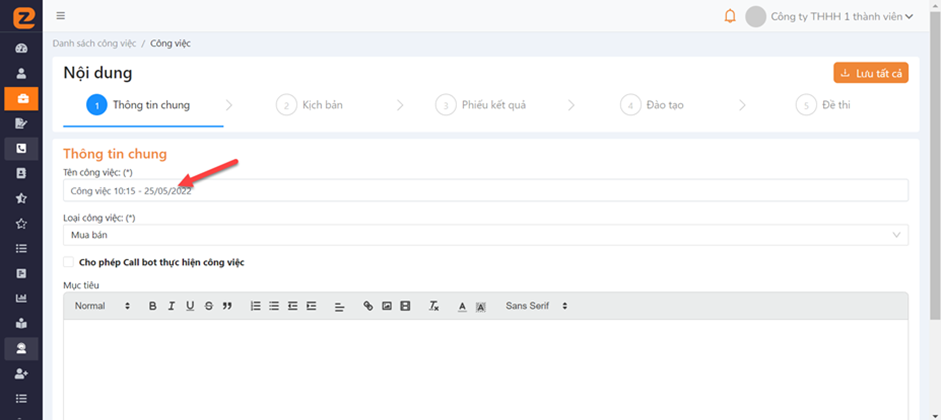 Công ty THHH 1 thành viên
Danh sách công việc / Công việc
Nội dung
Lưu tất cả
1 Thông tin chung
2 Kịch bản
3 Phiếu kết quả
4 Đào tạo
5 Đề thi
Thông tin chung
Tên công việc: (*)
Công việc 10:15 - 25/05/2022
Loại công việc: (*)
Mua bán
Cho phép Call bot thực hiện công việc
Mục tiêu
Normal
Sans Serif